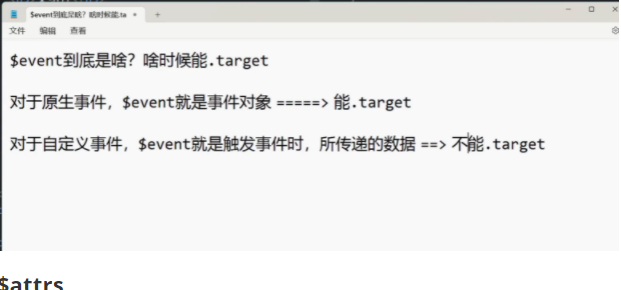 $event到底是啥？啥时候能.ta
文件 编辑 查看
$event到底是啥？啥时候能.target
对于原生事件，$event就是事件对象 =====> 能.target
对于自定义事件，$event就是触发事件时，所传递的数据 ==> 不能.target
$attrs